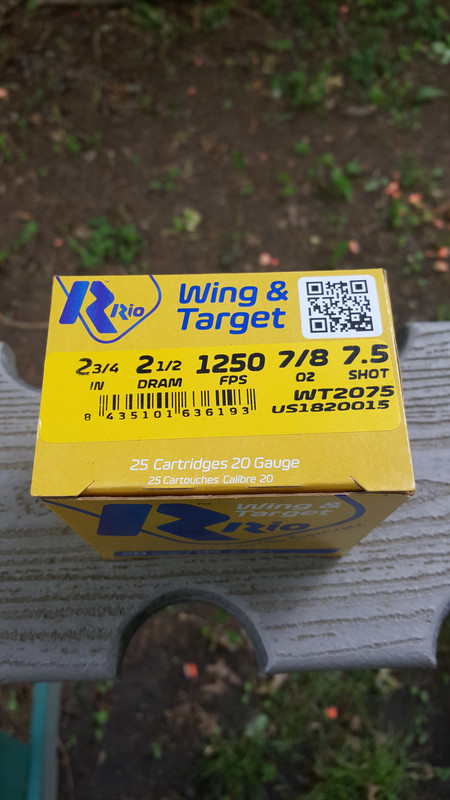 Rio
Wing &
Target
2 3/4 2 1/2 1250 7/8 7.5
IN DRAM FPS OZ SHOT
WT2075
US1820015
8 435101 636193
25 Cartridges 20 Gauge
25 Cartouches Calibre 20
Rio
Wing &
Target